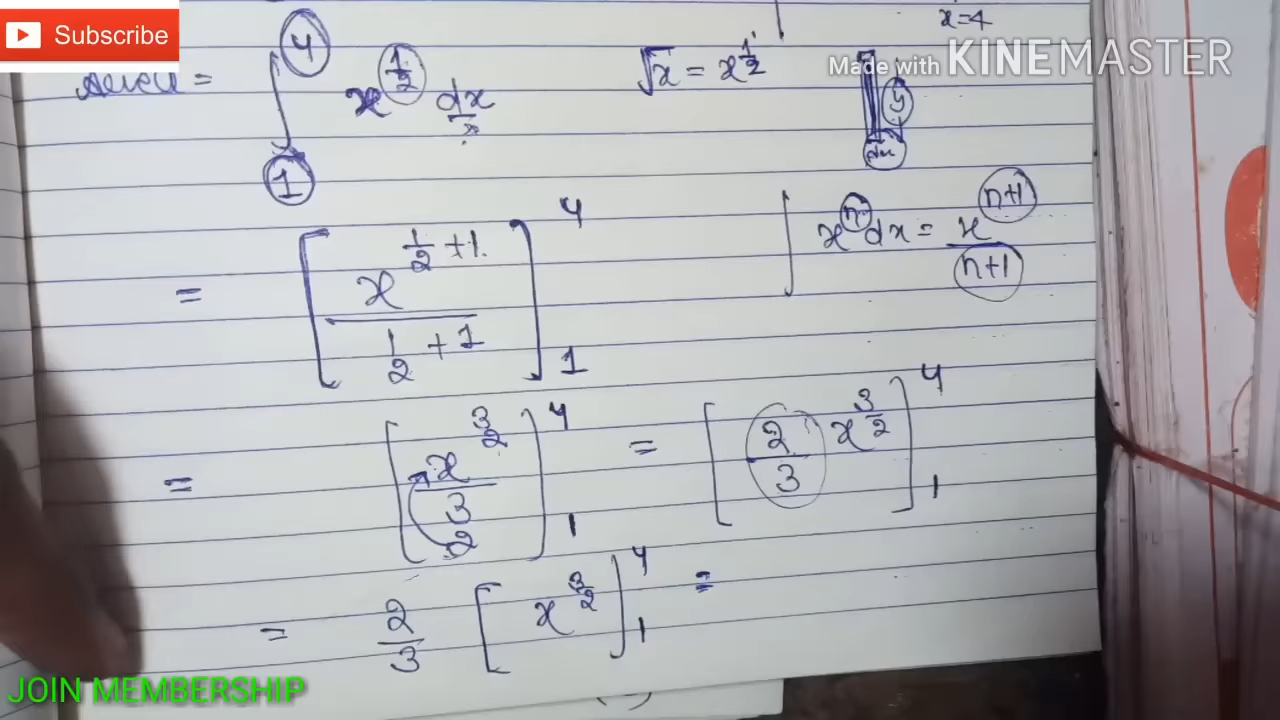 Subscribe
x=4
Made with KINEMASTER
= ∫₁⁴ x^{1/2} dx
√x = x^{1/2}
y
dx
= [x^{1/2 +1} / (1/2 + 1)]₁⁴
∫ x^n dx = x^{n+1} / (n+1)
= [x^{3/2} / (3/2)]₁⁴ = [2/3 x^{3/2}]₁⁴
= 2/3 [x^{3/2}]₁⁴ =
JOIN MEMBERSHIP